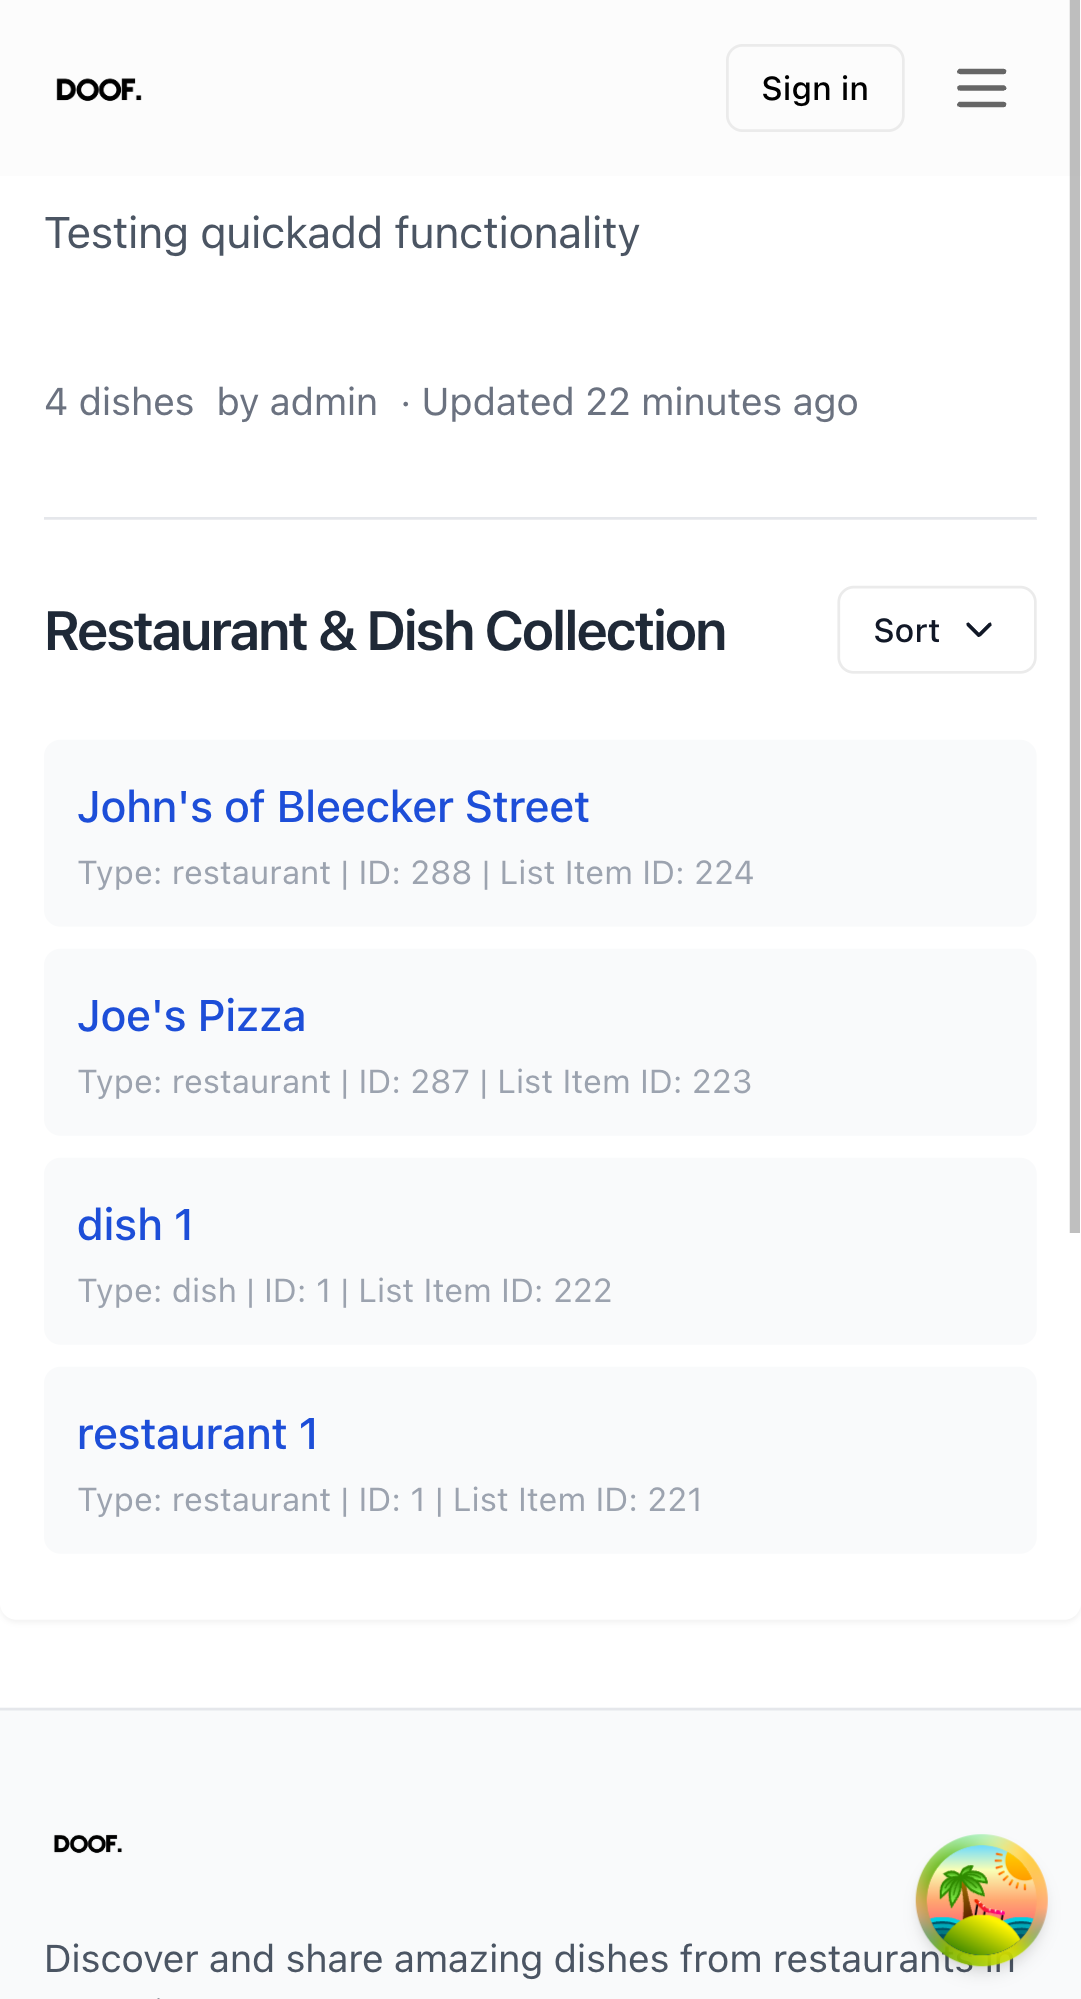 DOOF.
Sign in
Testing quickadd functionality
4 dishes by admin · Updated 22 minutes ago
Restaurant & Dish Collection
Sort
John's of Bleecker Street
Type: restaurant | ID: 288 | List Item ID: 224
Joe's Pizza
Type: restaurant | ID: 287 | List Item ID: 223
dish 1
Type: dish | ID: 1 | List Item ID: 222
restaurant 1
Type: restaurant | ID: 1 | List Item ID: 221
DOOF.
Discover and share amazing dishes from restaurants in